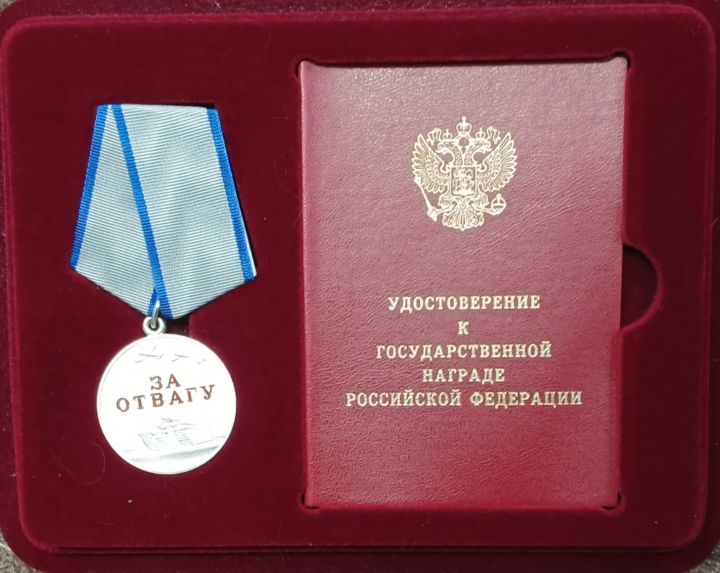 ЗА
ОТВАГУ
УДОСТОВЕРЕНИЕ
К
ГОСУДАРСТВЕННОЙ
НАГРАДЕ
РОССИЙСКОЙ ФЕДЕРАЦИИ